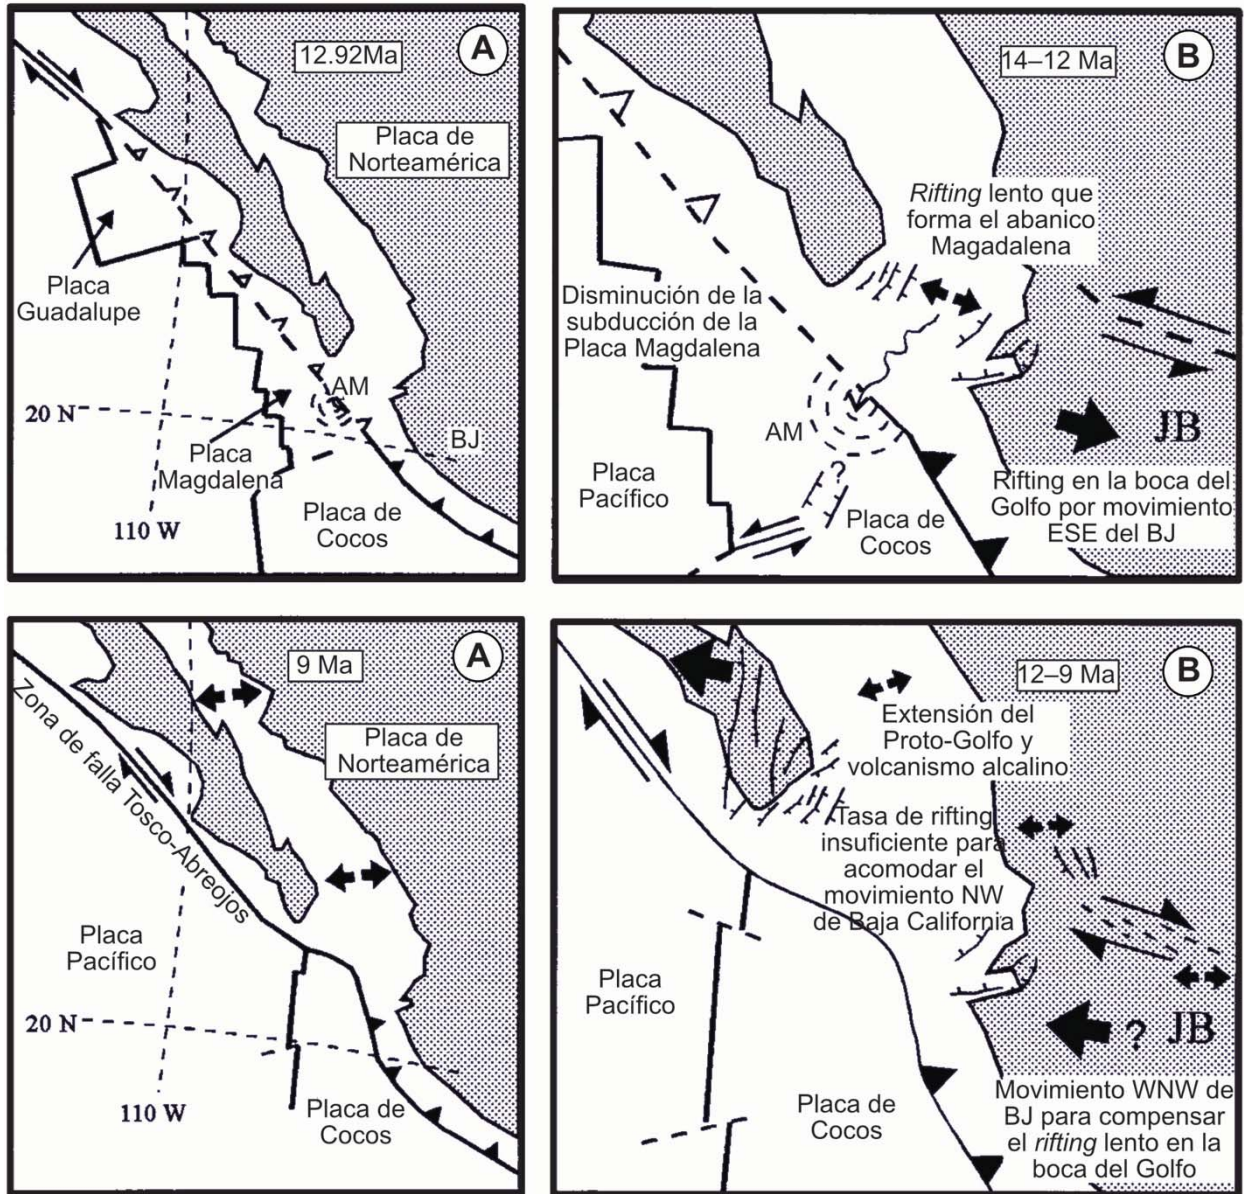 12.92Ma
A
Placa de
Norteamérica
Placa
Guadalupe
AM
20 N
Placa
Magdalena
BJ
110 W
Placa de
Cocos
14–12 Ma
B
Rifting lento que
forma el abanico
Magadalena
Disminución de la
subducción de la
Placa Magdalena
AM
JB
Placa
Pacífico
?
Placa de
Cocos
Rifting en la boca del
Golfo por movimiento
ESE del BJ
9 Ma
A
Zona de falla Tosco-Abreojos
Placa de
Norteamérica
Placa
Pacífico
20 N
110 W
Placa de
Cocos
12–9 Ma
B
Extensión del
Proto-Golfo y
volcanismo alcalino
Tasa de rifting
insuficiente para
acomodar el
movimiento NW
de Baja California
Placa
Pacífico
? JB
Placa de
Cocos
Movimiento WNW de
BJ para compensar
el rifting lento en la
boca del Golfo